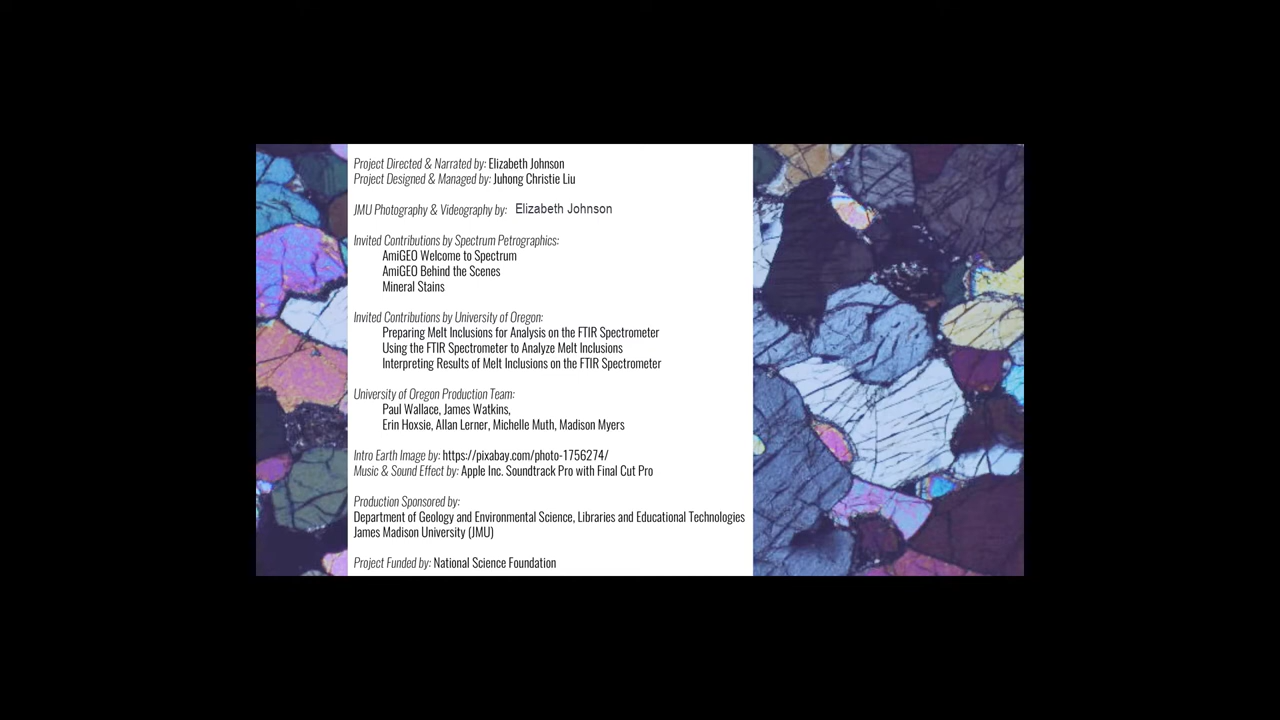 Project Directed & Narrated by: Elizabeth Johnson
Project Designed & Managed by: Juhong Christie Liu
JMU Photography & Videography by: Elizabeth Johnson
Invited Contributions by Spectrum Petrographics:
AmiGEO Welcome to Spectrum
AmiGEO Behind the Scenes
Mineral Stains
Invited Contributions by University of Oregon:
Preparing Melt Inclusions for Analysis on the FTIR Spectrometer
Using the FTIR Spectrometer to Analyze Melt Inclusions
Interpreting Results of Melt Inclusions on the FTIR Spectrometer
University of Oregon Production Team:
Paul Wallace, James Watkins,
Erin Hoxsie, Allan Lerner, Michelle Muth, Madison Myers
Intro Earth Image by: https://pixabay.com/photo-1756274/
Music & Sound Effect by: Apple Inc. Soundtrack Pro with Final Cut Pro
Production Sponsored by:
Department of Geology and Environmental Science, Libraries and Educational Technologies
James Madison University (JMU)
Project Funded by: National Science Foundation